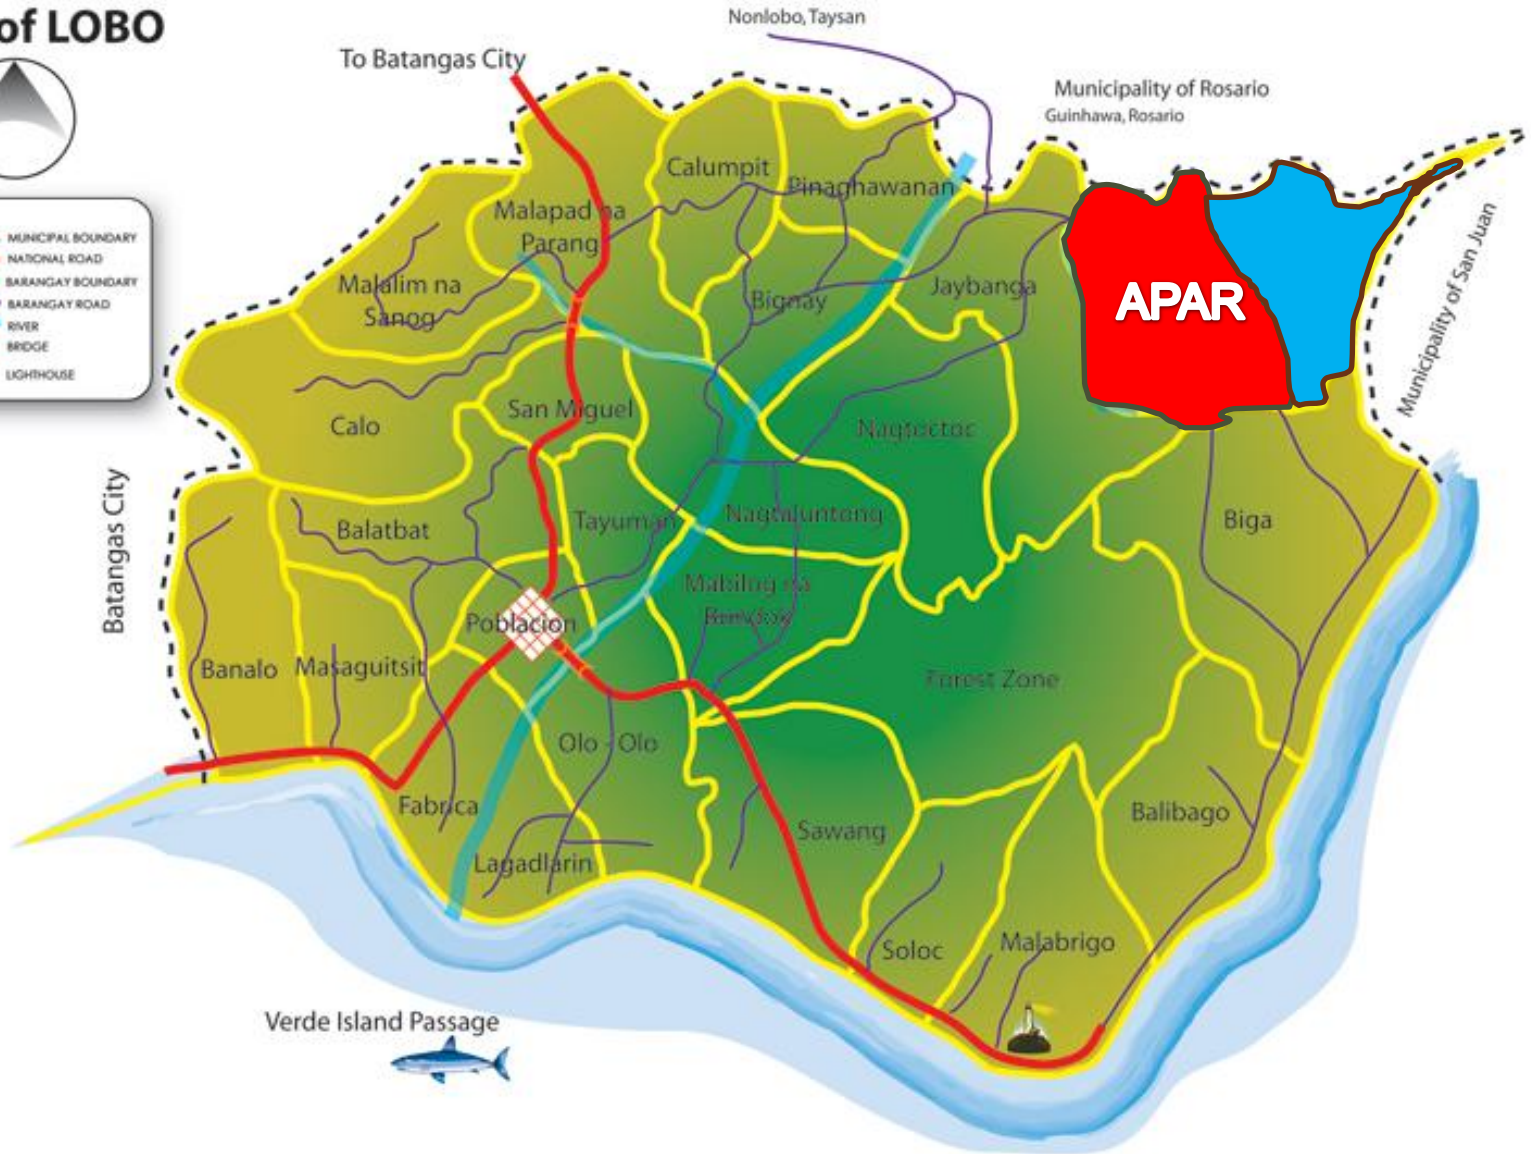 of LOBO
Nonlobo, Taysan
To Batangas City
Municipality of Rosario
Guinhawa, Rosario
MUNICIPAL BOUNDARY
NATIONAL ROAD
BARANGAY BOUNDARY
BARANGAY ROAD
RIVER
BRIDGE
LIGHTHOUSE
Calumpit
Pinaghawanan
Malapad na
Parang
Malalim na
Sanog
Bignay
Jaybanga
APAR
Municipality of San Juan
Calo
San Miguel
Nagtoctoc
Batangas City
Balatbat
Tayuman
Nagtaluntong
Biga
Mabilog na
Poblacion
Banalo
Masaguitsit
Forest Zone
Olo - Olo
Fabrica
Balibago
Sawang
Lagadlarin
Soloc
Malabrigo
Verde Island Passage